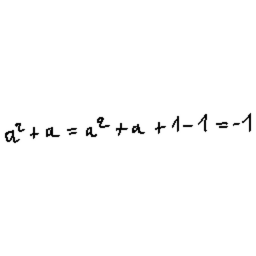 a² + a = a² + a + 1 - 1 = -1